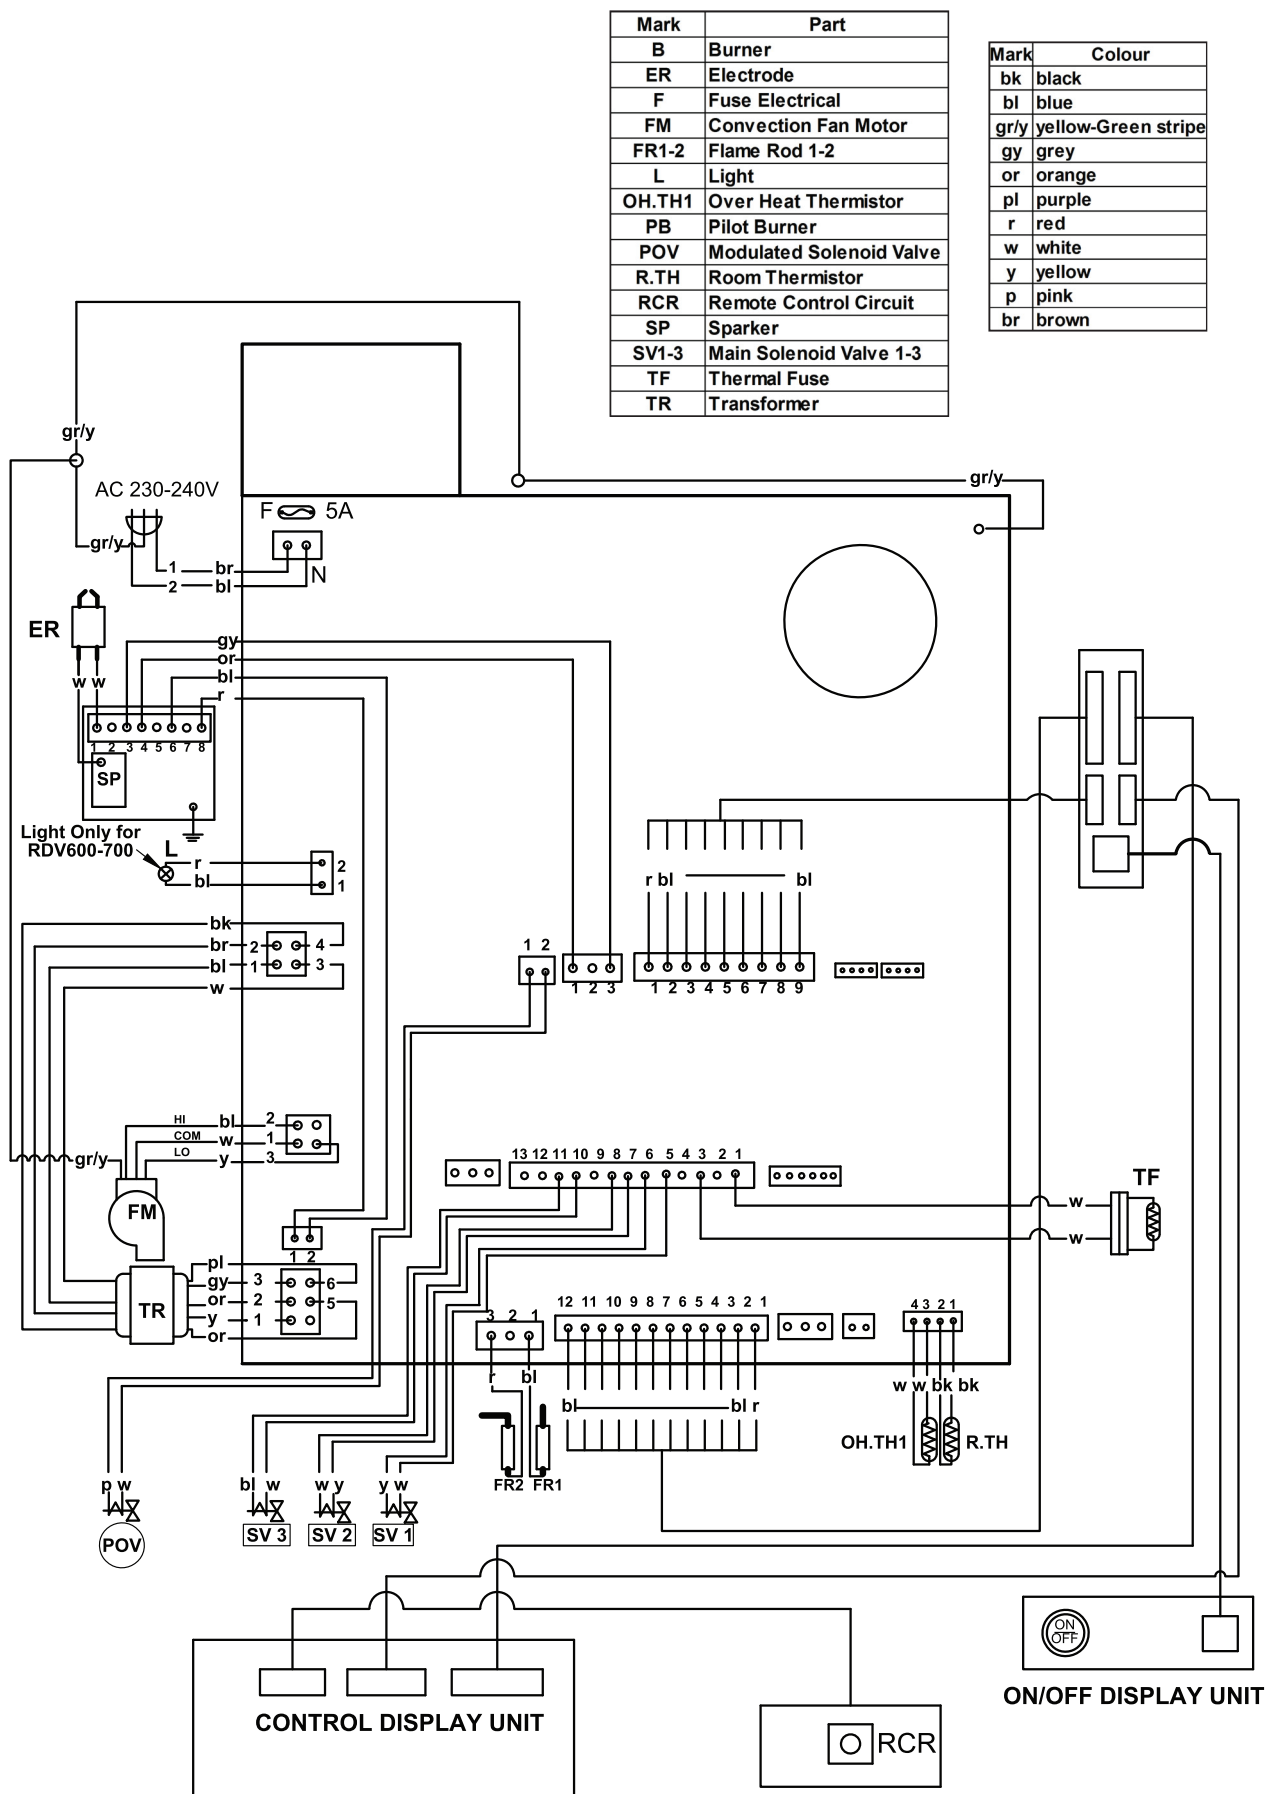 Mark Part
B Burner
ER Electrode
F Fuse Electrical
FM Convection Fan Motor
FR1-2 Flame Rod 1-2
L Light
OH.TH1 Over Heat Thermistor
PB Pilot Burner
POV Modulated Solenoid Valve
R.TH Room Thermistor
RCR Remote Control Circuit
SP Sparker
SV1-3 Main Solenoid Valve 1-3
TF Thermal Fuse
TR Transformer
Mark Colour
bk black
bl blue
gr/y yellow-Green stripe
gy grey
or orange
pl purple
r red
w white
y yellow
p pink
br brown
gr/y
AC 230-240V
F 5A
gr/y
gr/y
1 br
2 bl
N
ER
gy
or
bl
r
w w
1 2 3 4 5 6 7 8
SP
Light Only for
RDV600-700
L
r 2
bl 1
r bl bl
bk
br 2 4
bl 1 3
w
1 2
1 2 3
1 2 3 4 5 6 7 8 9
HI bl 2
COM w 1
LO y 3
gr/y
FM
13 12 11 10 9 8 7 6 5 4 3 2 1
TF
w
w
1 2
pl
gy 3 6
or 2 5
y 1
or
TR
3 2 1
12 11 10 9 8 7 6 5 4 3 2 1
4 3 2 1
r bl
bl bl r
w w bk bk
OH.TH1 R.TH
FR2 FR1
p w
bl w
w y
y w
POV
SV 3
SV 2
SV 1
ON
OFF
ON/OFF DISPLAY UNIT
CONTROL DISPLAY UNIT
RCR